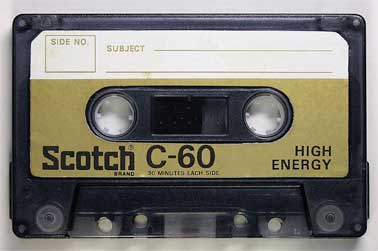 SIDE NO.
SUBJECT
Scotch® C-60
BRAND
30 MINUTES EACH SIDE
HIGH
ENERGY